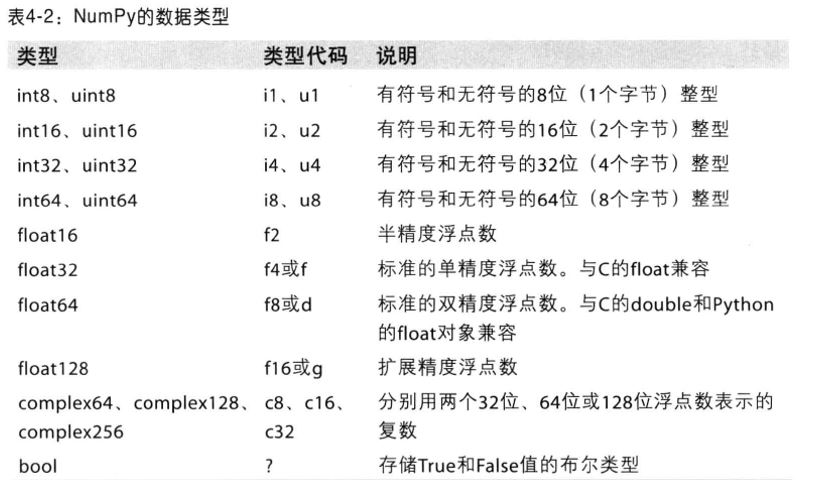 表4-2：NumPy的数据类型
类型 类型代码 说明
int8、uint8 i1、u1 有符号和无符号的8位（1个字节）整型
int16、uint16 i2、u2 有符号和无符号的16位（2个字节）整型
int32、uint32 i4、u4 有符号和无符号的32位（4个字节）整型
int64、uint64 i8、u8 有符号和无符号的64位（8个字节）整型
float16 f2 半精度浮点数
float32 f4或f 标准的单精度浮点数。与C的float兼容
float64 f8或d 标准的双精度浮点数。与C的double和Python
的float对象兼容
float128 f16或g 扩展精度浮点数
complex64、complex128、 c8、c16、 分别用两个32位、64位或128位浮点数表示的
complex256 c32 复数
bool ? 存储True和False值的布尔类型